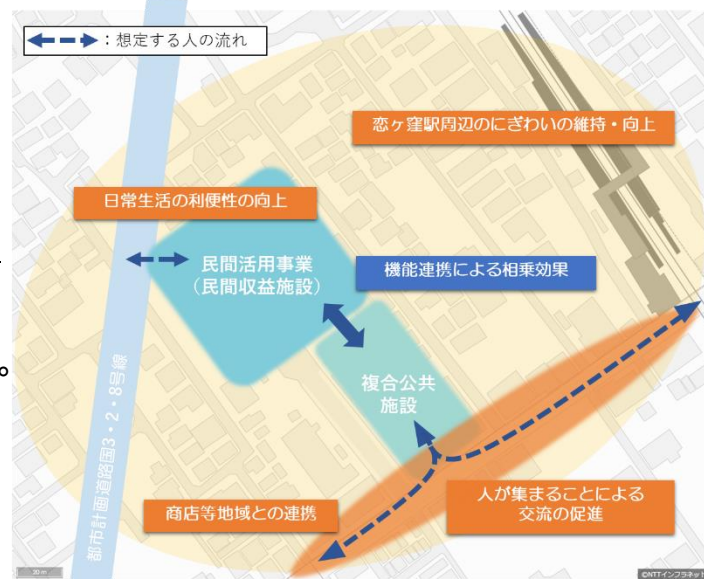 ：想定する人の流れ
恋ヶ窪駅周辺のにぎわいの維持・向上
日常生活の利便性の向上
民間活用事業
（民間収益施設）
機能連携による相乗効果
複合公共
施設
都市計画道路国3・2・8号線
商店等地域との連携
人が集まることによる
交流の促進
20 m
©NTTインフラネット